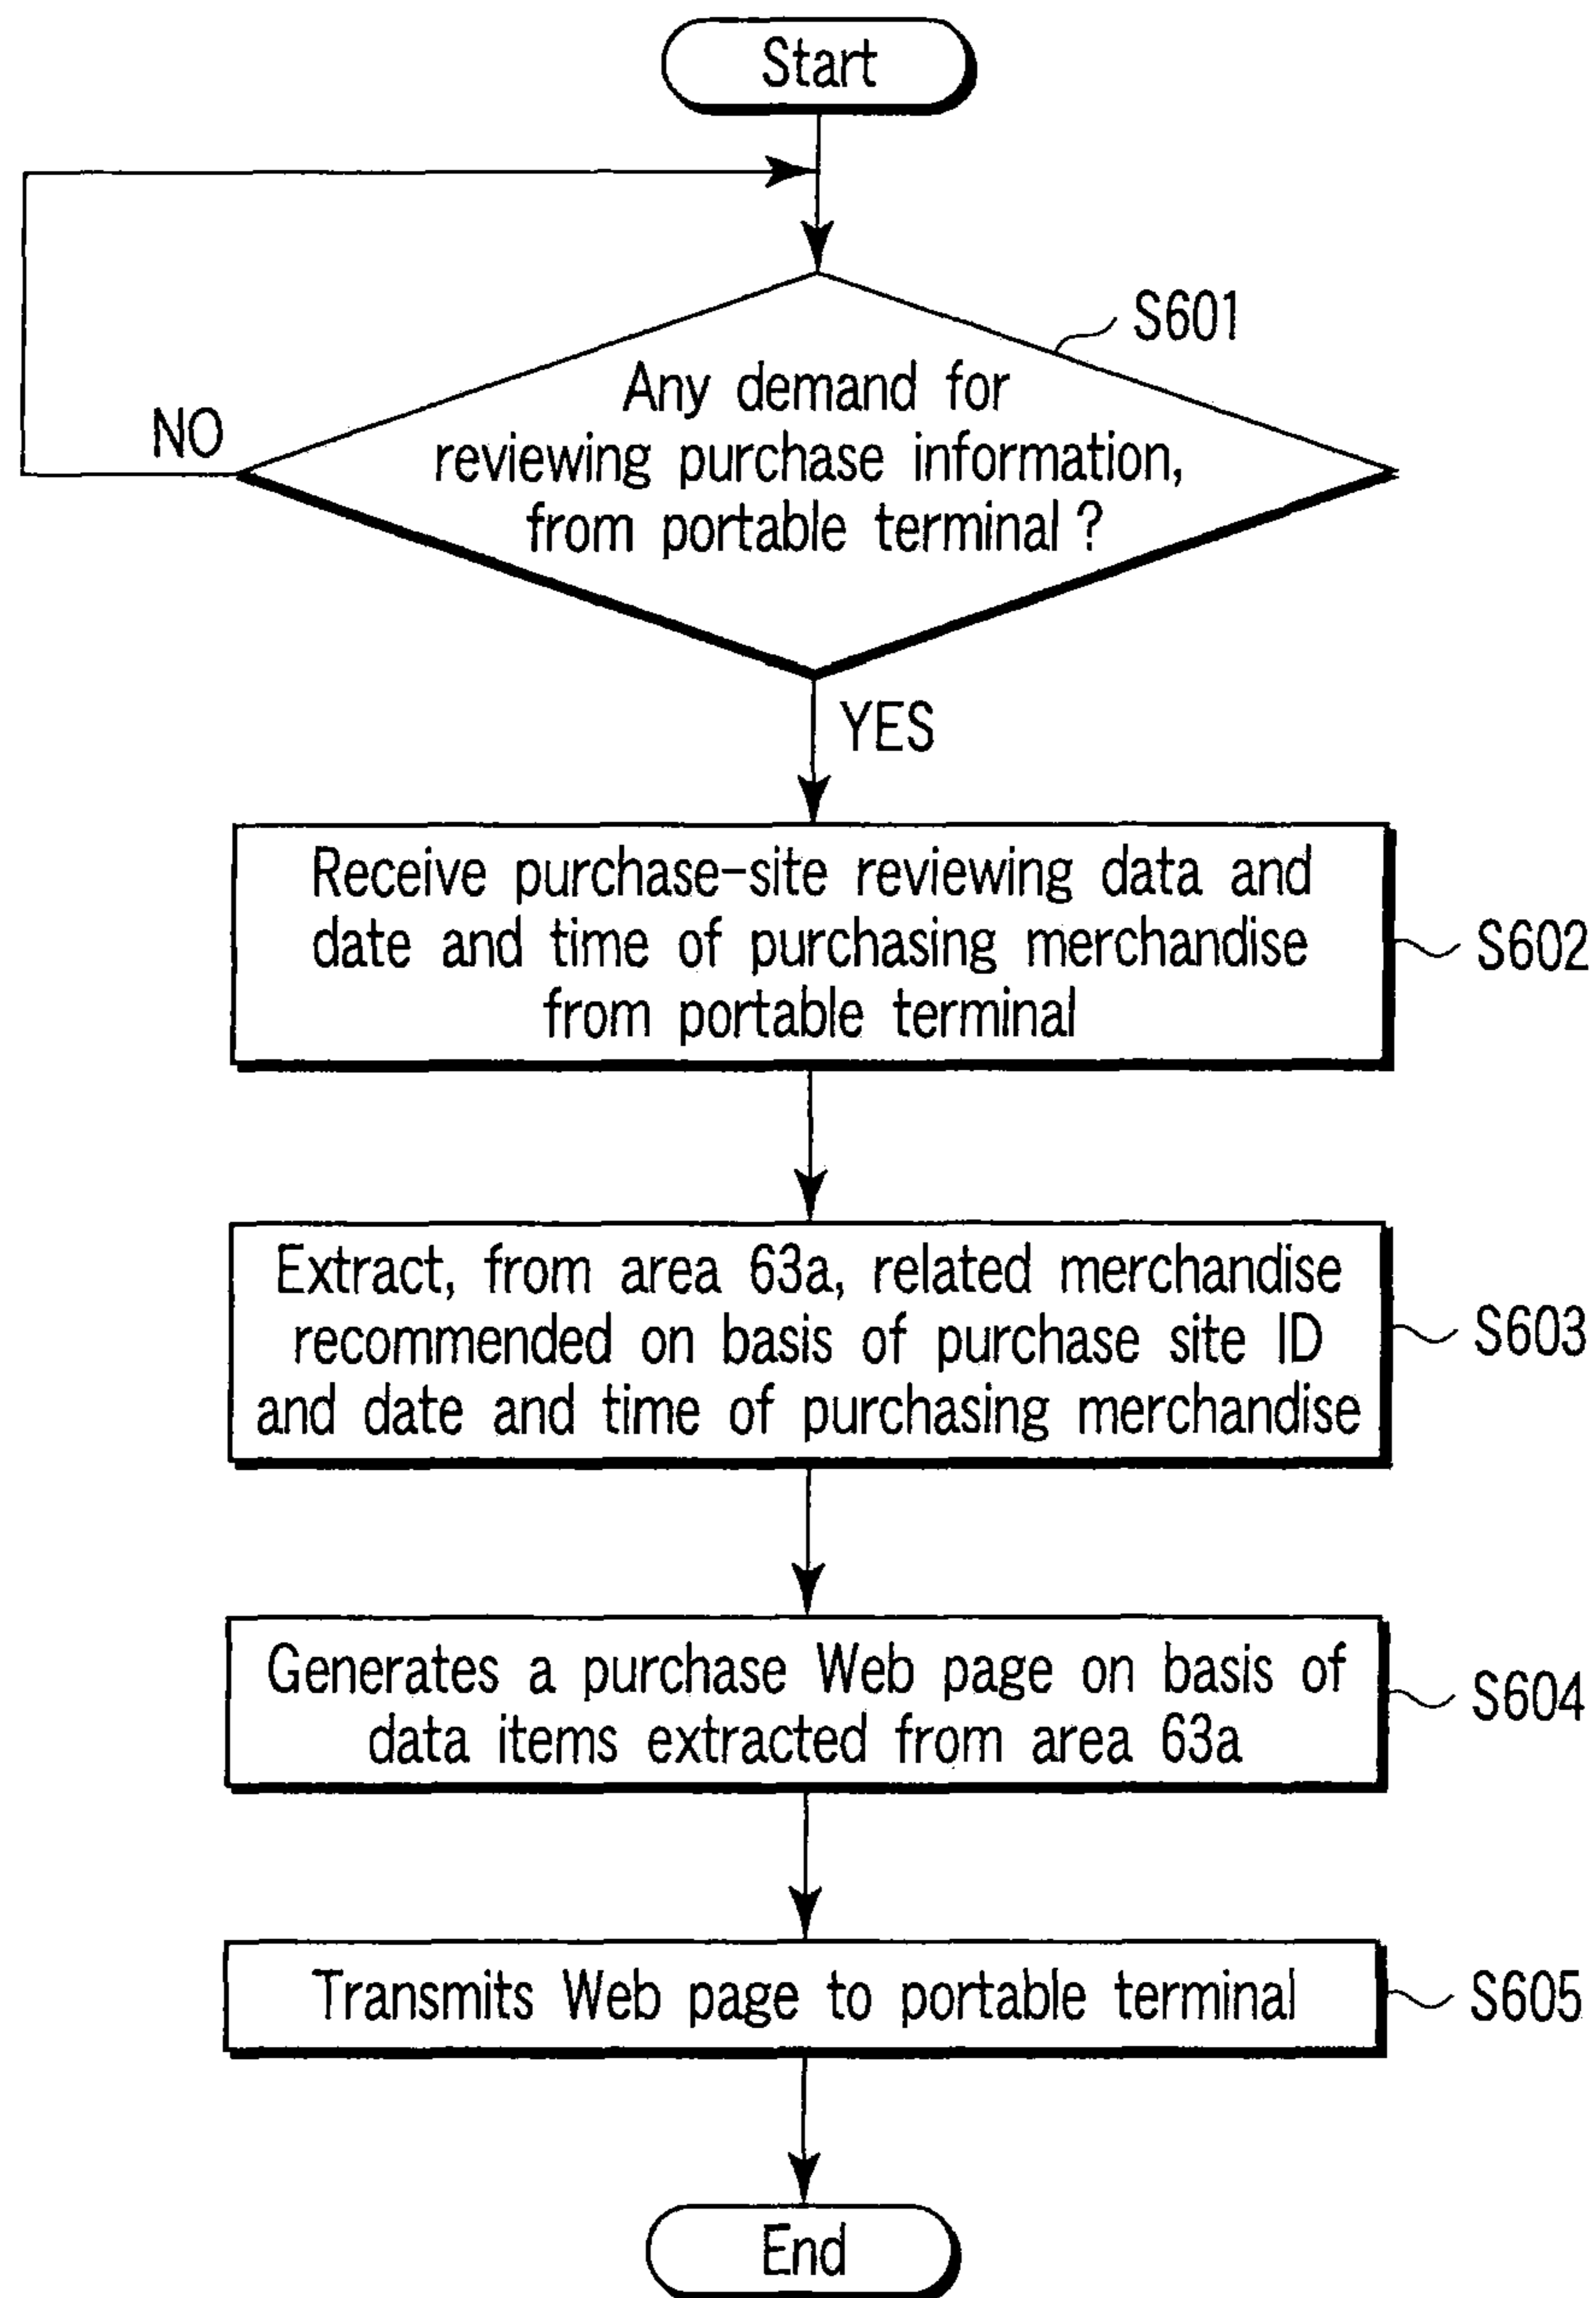 Start
S601
Any demand for
reviewing purchase information,
from portable terminal ?
NO
YES
Receive purchase-site reviewing data and
date and time of purchasing merchandise
from portable terminal
S602
Extract, from area 63a, related merchandise
recommended on basis of purchase site ID
and date and time of purchasing merchandise
S603
Generates a purchase Web page on basis of
data items extracted from area 63a
S604
Transmits Web page to portable terminal
S605
End